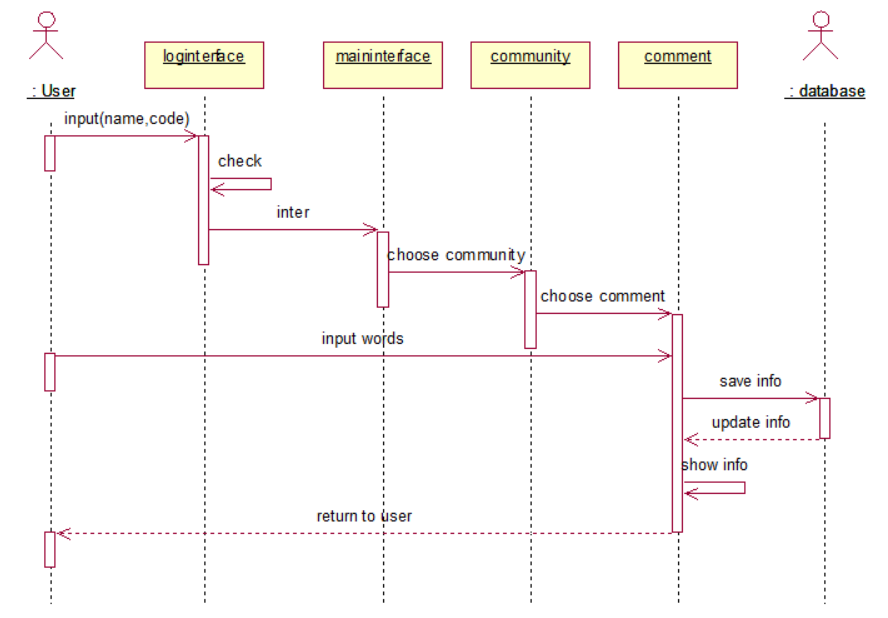 loginterface
maininterface
community
comment
: User
: database
input(name,code)
check
inter
choose community
choose comment
input words
save info
update info
show info
return to user